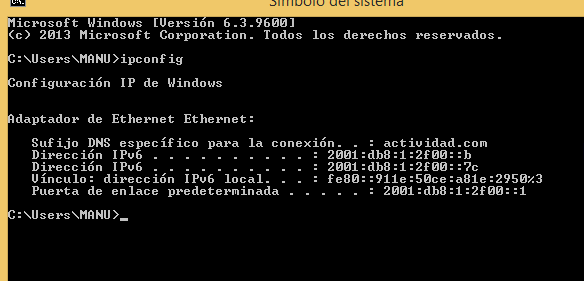 Símbolo del sistema
Microsoft Windows [Versión 6.3.9600]
(c) 2013 Microsoft Corporation. Todos los derechos reservados.
C:\Users\MANU>ipconfig
Configuración IP de Windows
Adaptador de Ethernet Ethernet:
Sufijo DNS específico para la conexión. . : actividad.com
Dirección IPv6 . . . . . . . . . . : 2001:db8:1:2f00::b
Dirección IPv6 . . . . . . . . . . : 2001:db8:1:2f00::7c
Vínculo: dirección IPv6 local. . . : fe80::911e:50ce:a81e:2950%3
Puerta de enlace predeterminada . . . . . : 2001:db8:1:2f00::1
C:\Users\MANU>_